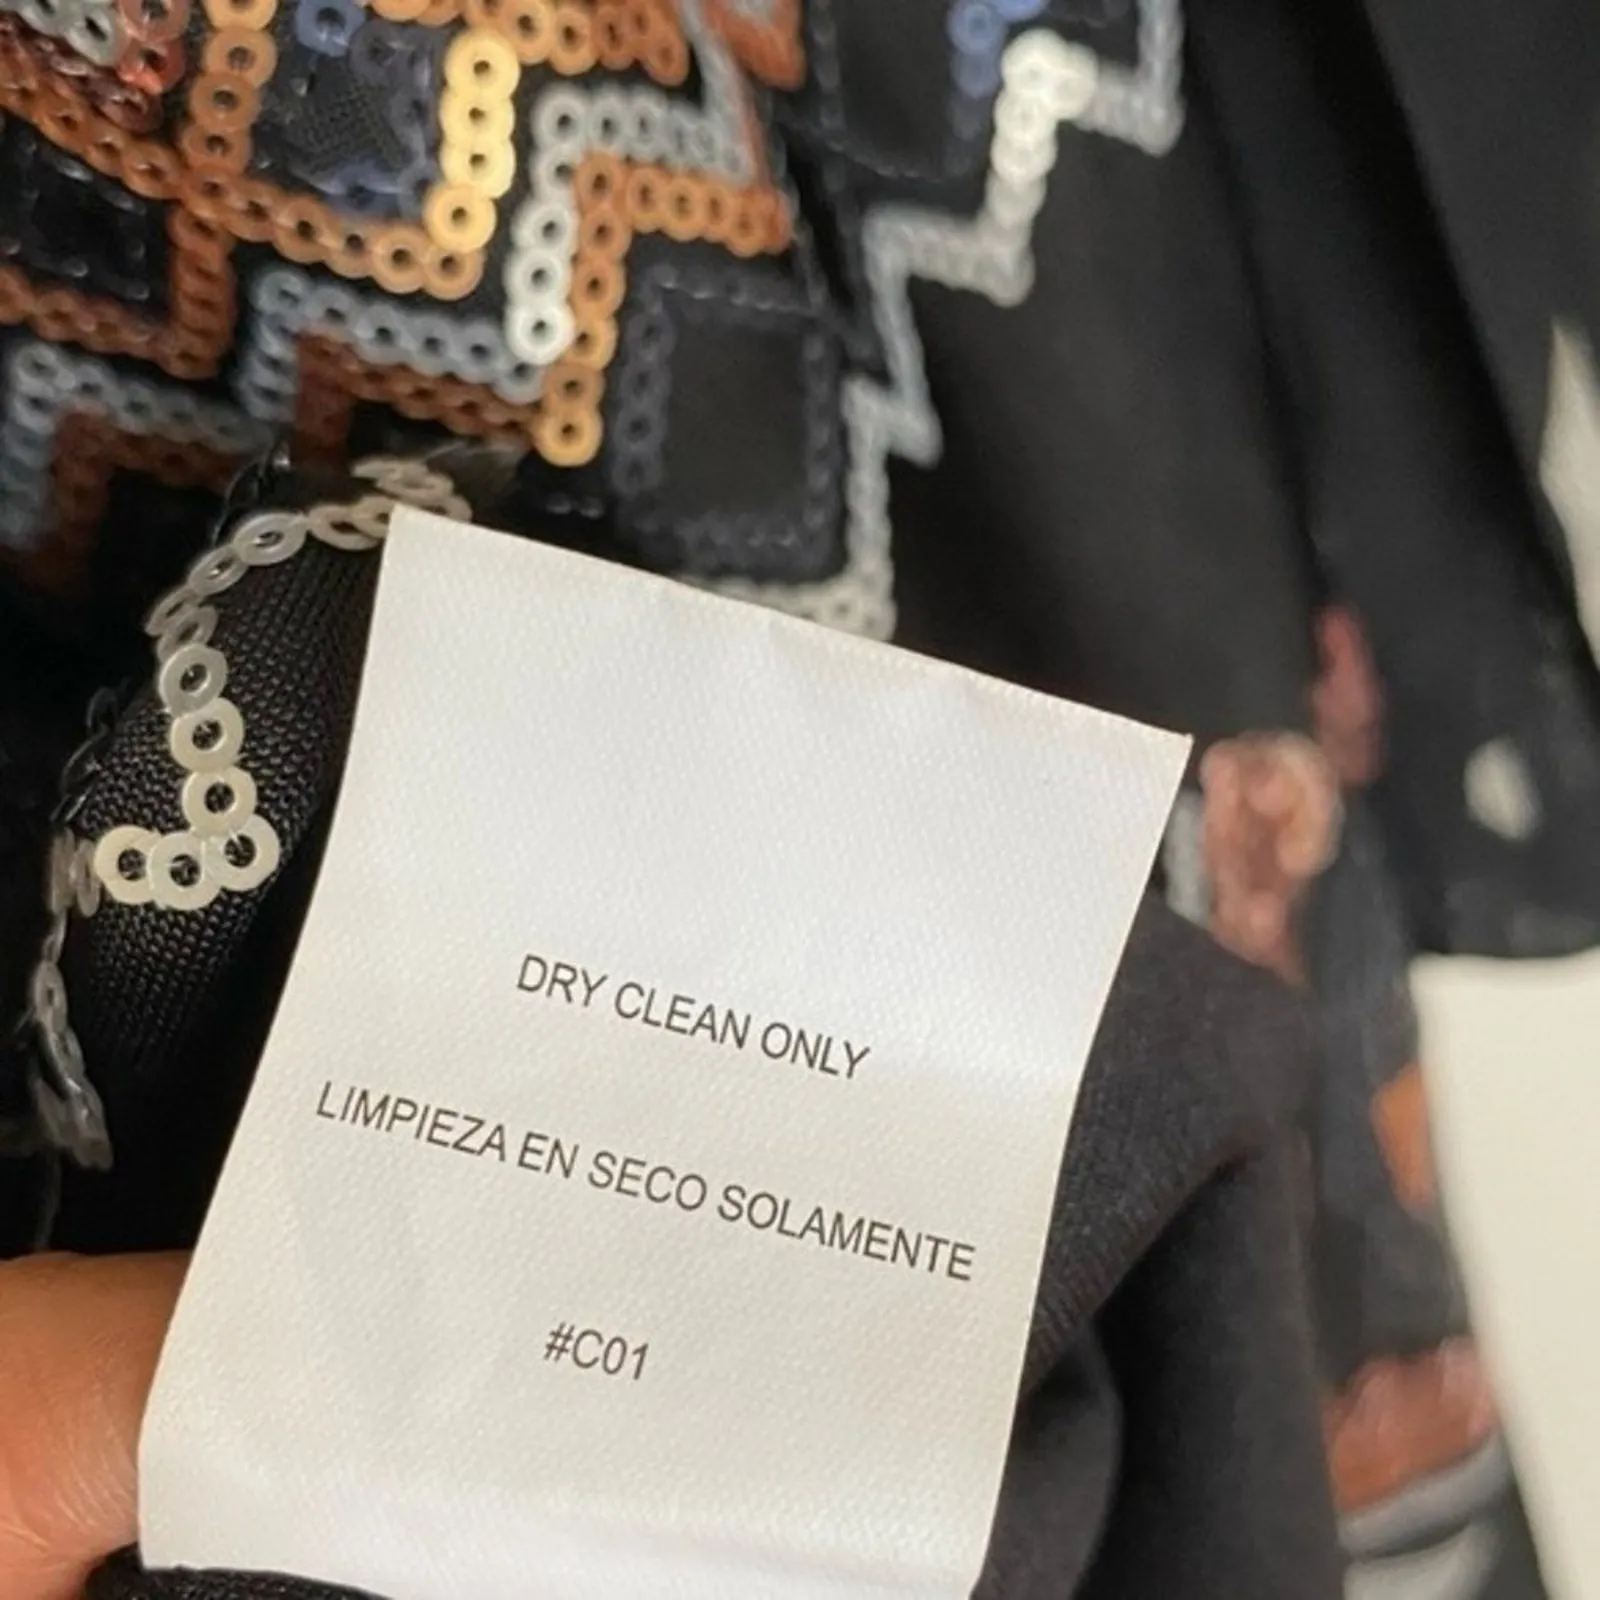 DRY CLEAN ONLY
LIMPIEZA EN SECO SOLAMENTE
#C01